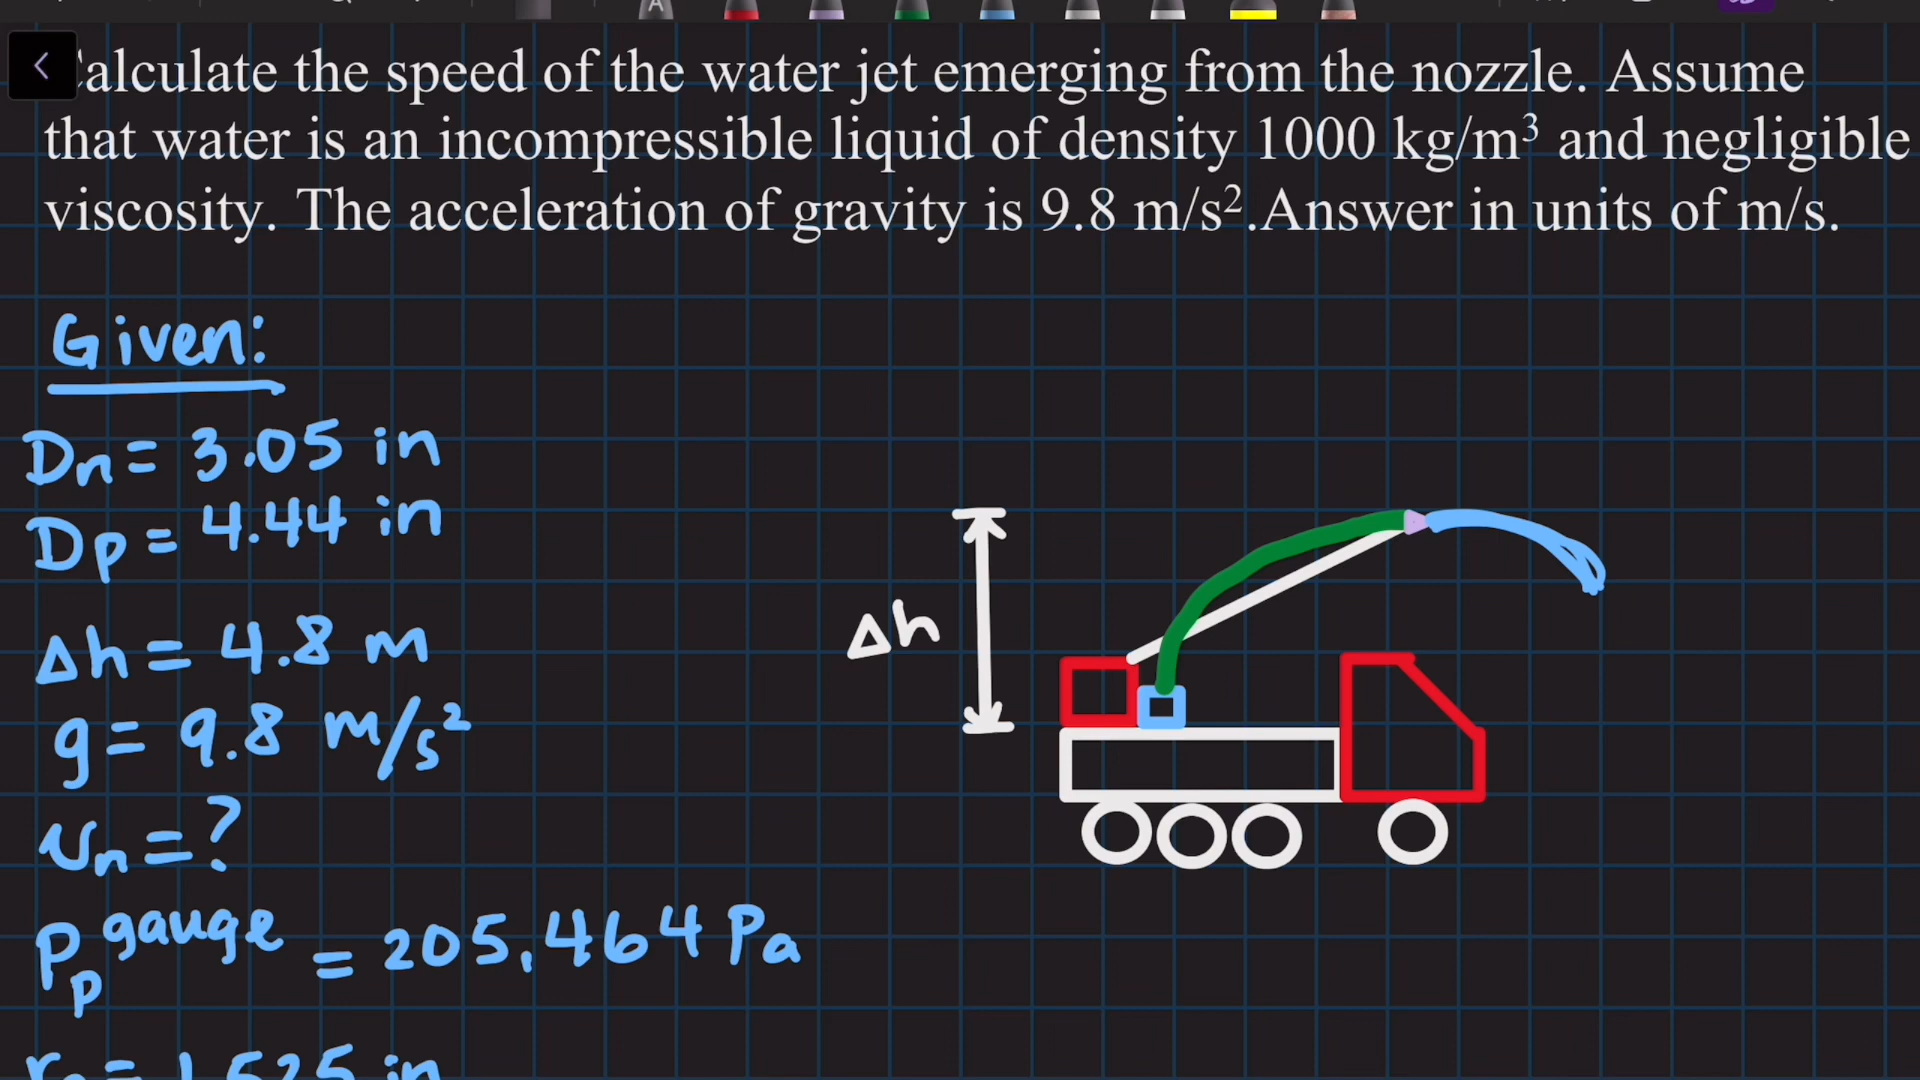 alculate the speed of the water jet emerging from the nozzle. Assume
that water is an incompressible liquid of density 1000 kg/m³ and negligible
viscosity. The acceleration of gravity is 9.8 m/s².Answer in units of m/s.
Given:
Dn = 3.05 in
Dp = 4.44 in
Δh = 4.8 m
g = 9.8 m/s²
vn = ?
Pp gauge = 205,464 Pa
= 1.525 in
Δh
A